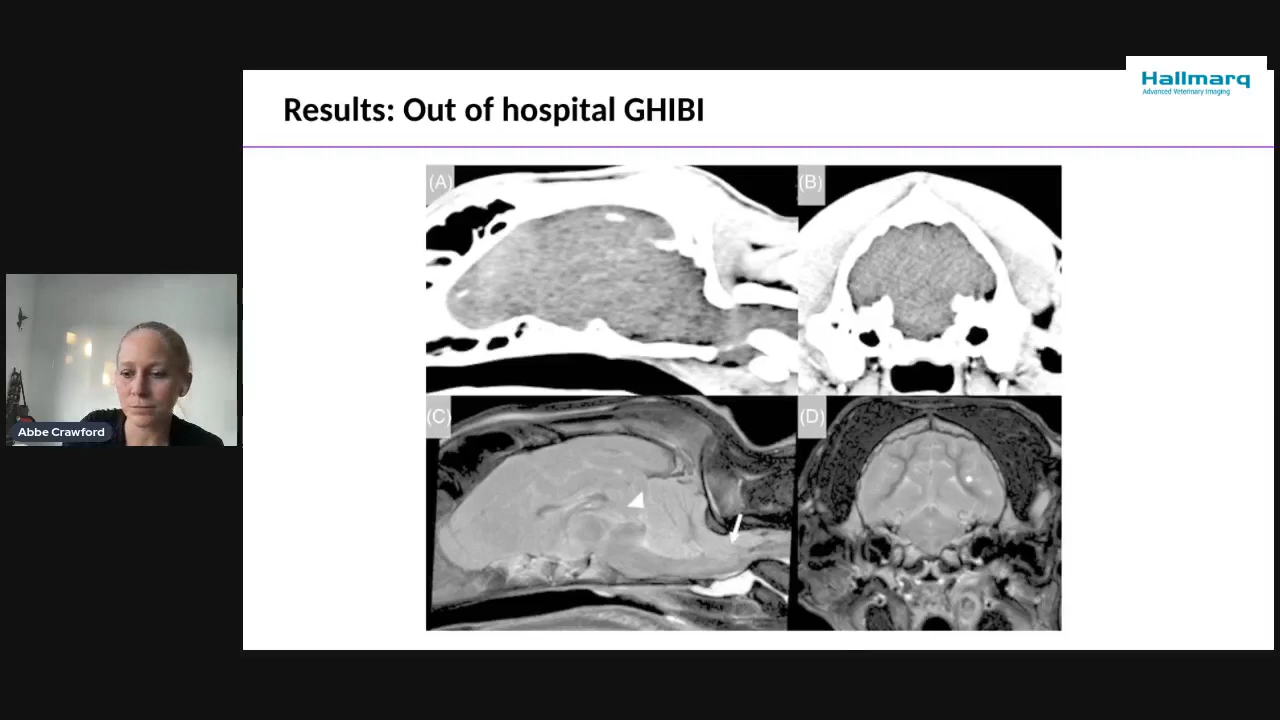 Hallmarq
Advanced Veterinary Imaging
Results: Out of hospital GHIBI
(A)
(B)
(C)
(D)
Abbe Crawford